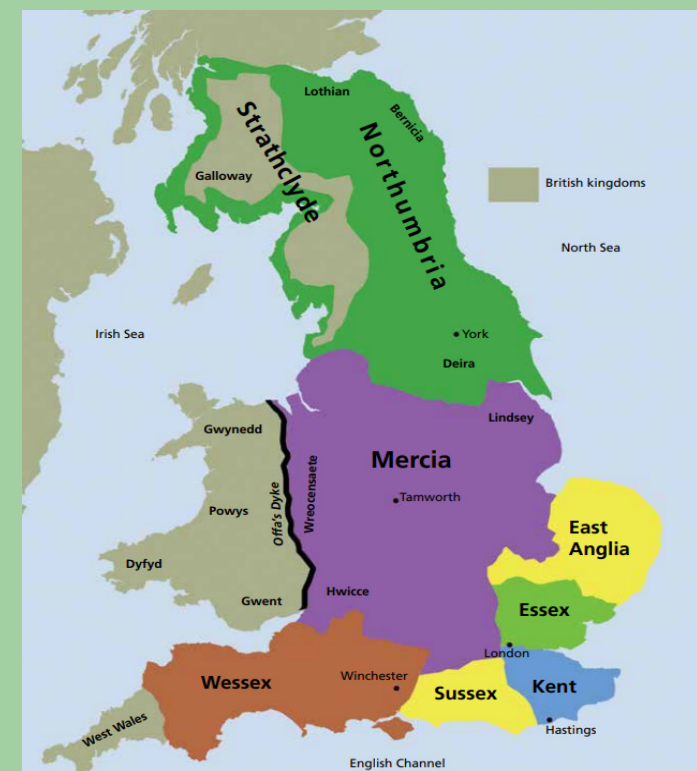 Lothian
Bernicia
Strathclyde
Northumbria
Galloway
British kingdoms
North Sea
Irish Sea
York
Deira
Lindsey
Gwynedd
Mercia
Offa's Dyke
Wreocensaete
Tamworth
Powys
East
Anglia
Dyfyd
Hwicce
Gwent
Essex
London
Wessex
Winchester
Sussex
Kent
West Wales
Hastings
English Channel